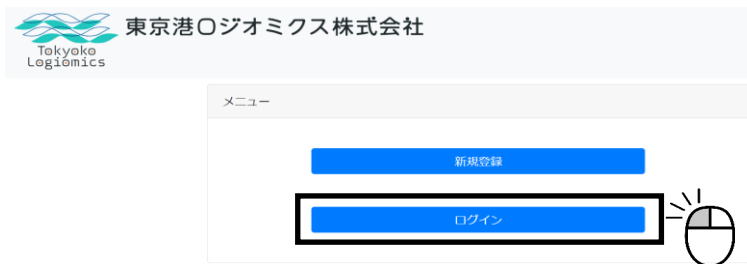 東京港ロジオミクス株式会社
Tokyoko
Logiomics
メニュー
新規登録
ログイン